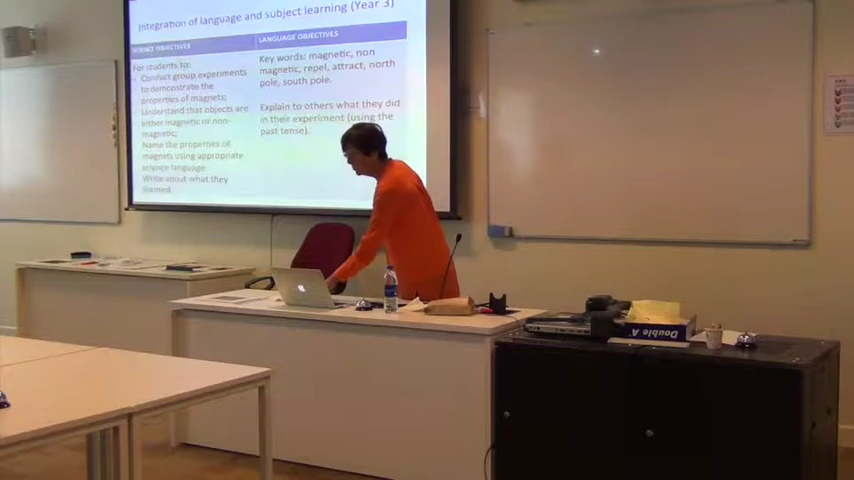 Integration of language and subject learning (Year 3)
SCIENCE OBJECTIVES
LANGUAGE OBJECTIVES
For students to:
Conduct group experiments
to demonstrate the
properties of magnets;
Understand that objects are
either magnetic or non-
magnetic;
Name the properties of
magnets using appropriate
science language;
Write about what they
learned
Key words: magnetic, non
magnetic, repel, attract, north
pole, south pole.
Explain to others what they did
in their experiment (using the
past tense).
Double A